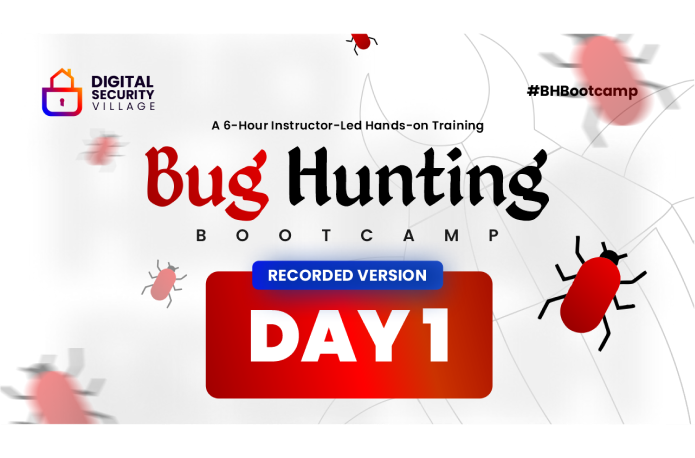 DIGITAL
SECURITY
VILLAGE
#BHBootcamp
A 6-Hour Instructor-Led Hands-on Training
Bug Hunting
BOOTCAMP
RECORDED VERSION
DAY 1